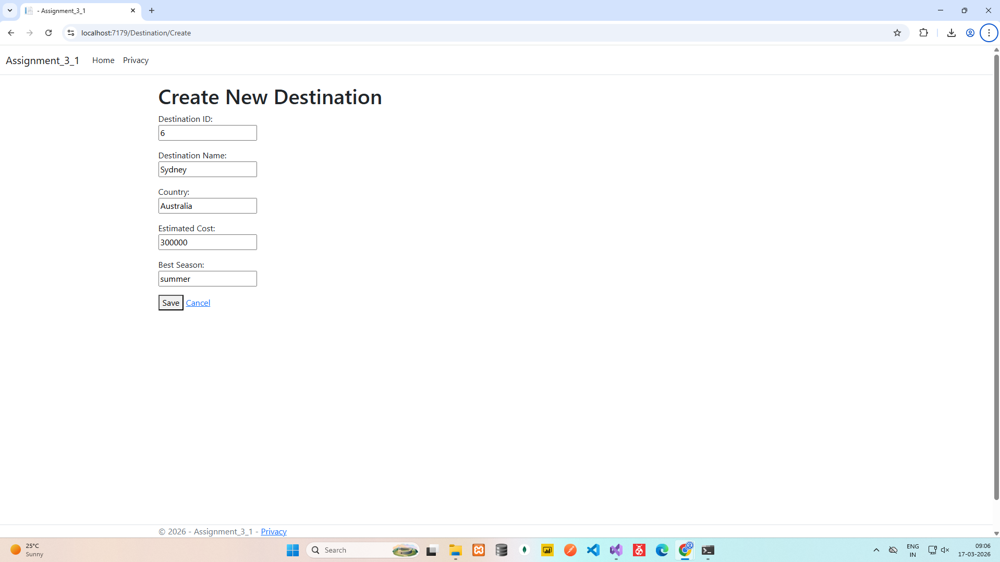 - Assignment_3_1
localhost:7179/Destination/Create
Assignment_3_1 Home Privacy
Create New Destination
Destination ID:
6
Destination Name:
Sydney
Country:
Australia
Estimated Cost:
300000
Best Season:
summer
Save Cancel
© 2026 - Assignment_3_1 - Privacy
25°C
Sunny
Search
ENG
IN
09:06
17-03-2026